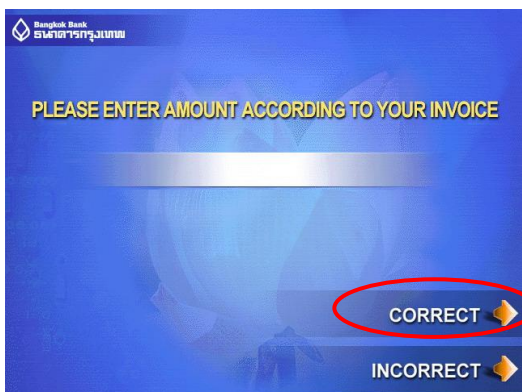 Bangkok Bank
ธนาคารกรุงเทพ
PLEASE ENTER AMOUNT ACCORDING TO YOUR INVOICE
CORRECT
INCORRECT